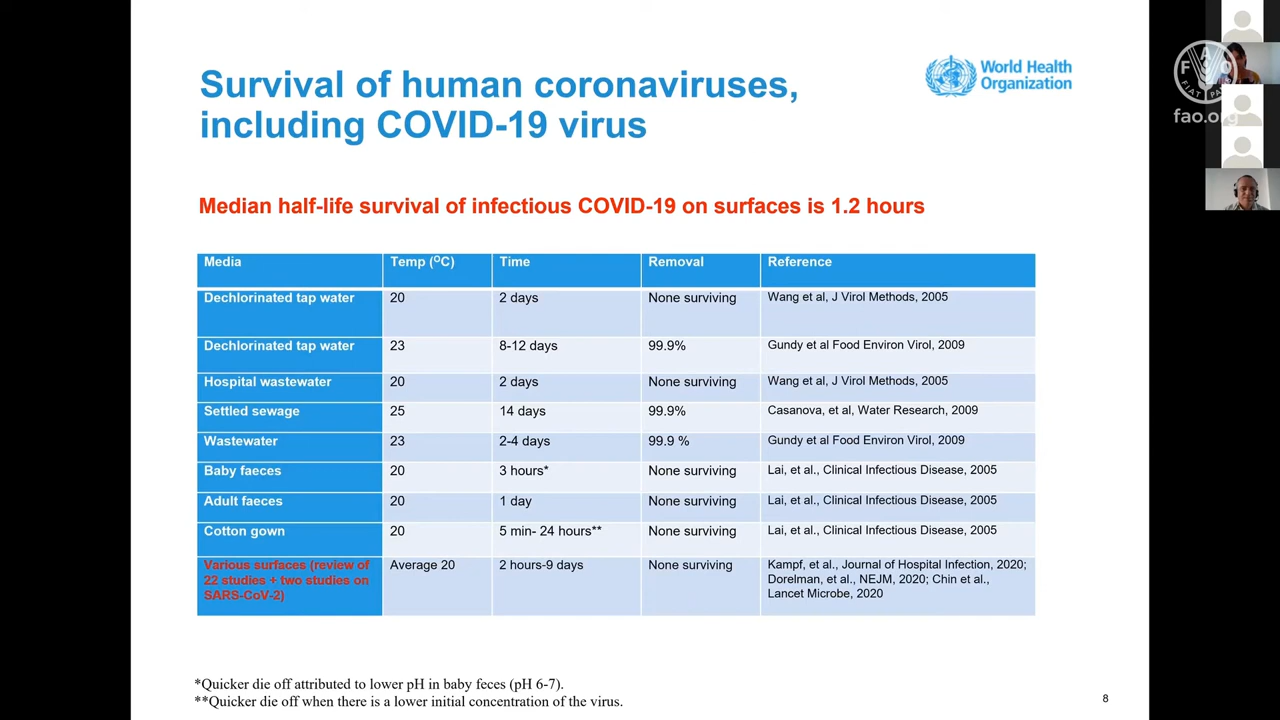 Survival of human coronaviruses,
including COVID-19 virus
World Health
Organization
F A O
FIAT PA
fao.org
Median half-life survival of infectious COVID-19 on surfaces is 1.2 hours
Media Temp (ᴼC) Time Removal Reference
Dechlorinated tap water 20 2 days None surviving Wang et al, J Virol Methods, 2005
Dechlorinated tap water 23 8-12 days 99.9% Gundy et al Food Environ Virol, 2009
Hospital wastewater 20 2 days None surviving Wang et al, J Virol Methods, 2005
Settled sewage 25 14 days 99.9% Casanova, et al, Water Research, 2009
Wastewater 23 2-4 days 99.9 % Gundy et al Food Environ Virol, 2009
Baby faeces 20 3 hours* None surviving Lai, et al., Clinical Infectious Disease, 2005
Adult faeces 20 1 day None surviving Lai, et al., Clinical Infectious Disease, 2005
Cotton gown 20 5 min- 24 hours** None surviving Lai, et al., Clinical Infectious Disease, 2005
Various surfaces (review of Average 20 2 hours-9 days None surviving Kampf, et al., Journal of Hospital Infection, 2020;
22 studies + two studies on Dorelman, et al., NEJM, 2020; Chin et al.,
SARS-CoV-2) Lancet Microbe, 2020
*Quicker die off attributed to lower pH in baby feces (pH 6-7).
**Quicker die off when there is a lower initial concentration of the virus.
8